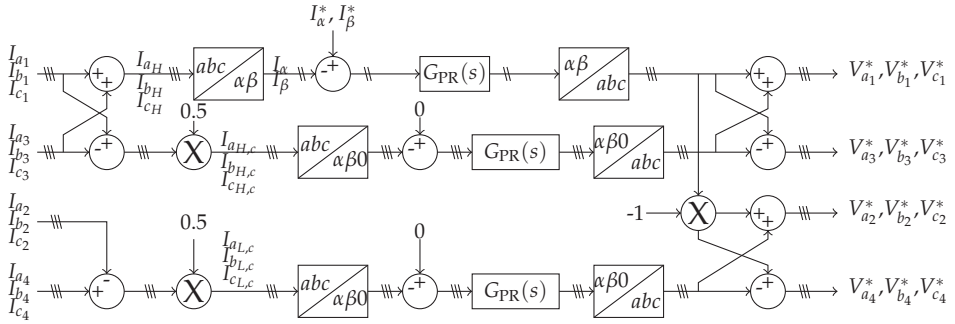 I*α, I*β
Ia1
Ib1
Ic1
+
+
IaH
IbH
IcH
abc
αβ
Iα
Iβ
-
+
GPR(s)
αβ
abc
+
+
V*a1,V*b1,V*c1
0.5
0
Ia3
Ib3
Ic3
-
+
X
IaH,c
IbH,c
IcH,c
abc
αβ0
-
+
GPR(s)
αβ0
abc
-
+
V*a3,V*b3,V*c3
Ia2
Ib2
Ic2
-1
X
+
+
V*a2,V*b2,V*c2
0.5
0
Ia4
Ib4
Ic4
-
+
X
IaL,c
IbL,c
IcL,c
abc
αβ0
-
+
GPR(s)
αβ0
abc
-
+
V*a4,V*b4,V*c4